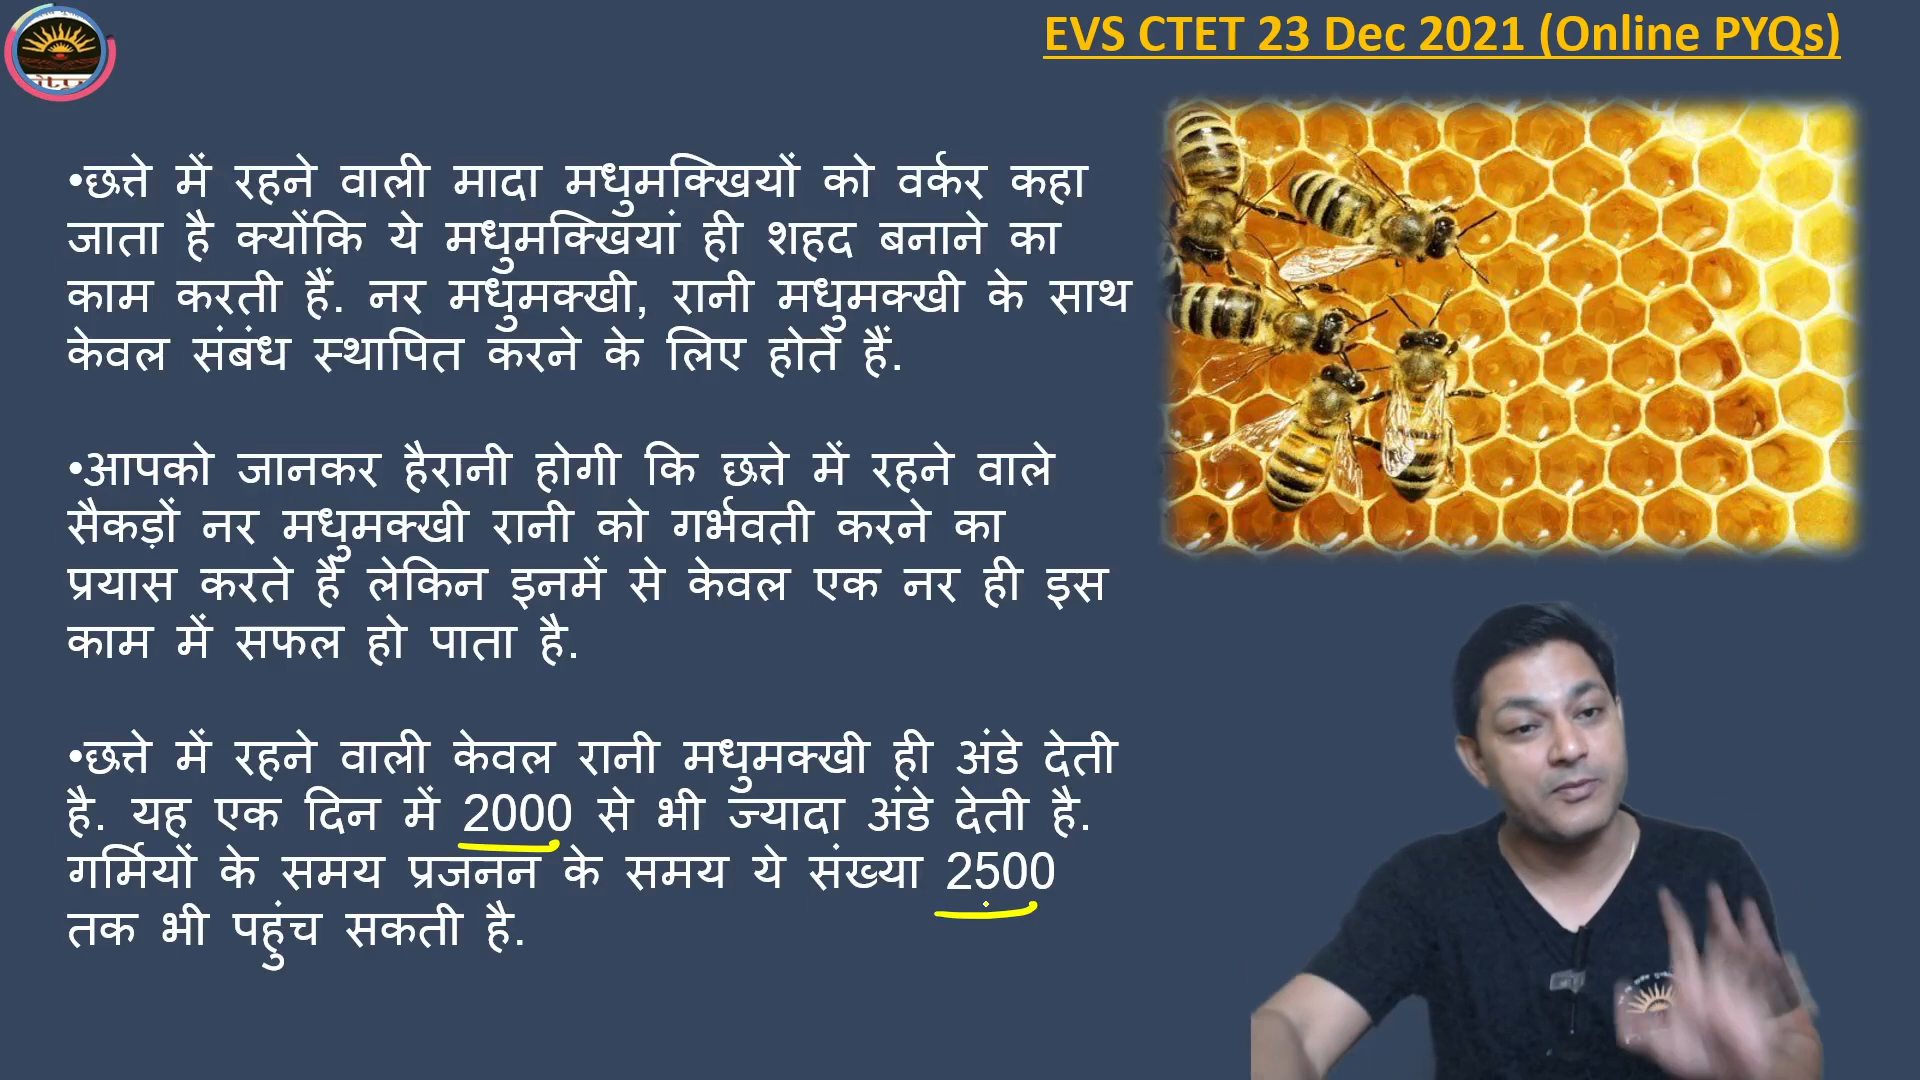 EVS CTET 23 Dec 2021 (Online PYQs)
•छत्ते में रहने वाली मादा मधुमक्खियों को वर्कर कहा
जाता है क्योंकि ये मधुमक्खियां ही शहद बनाने का
काम करती हैं. नर मधुमक्खी, रानी मधुमक्खी के साथ
केवल संबंध स्थापित करने के लिए होते हैं.
•आपको जानकर हैरानी होगी कि छत्ते में रहने वाले
सैकड़ों नर मधुमक्खी रानी को गर्भवती करने का
प्रयास करते हैं लेकिन इनमें से केवल एक नर ही इस
काम में सफल हो पाता है.
•छत्ते में रहने वाली केवल रानी मधुमक्खी ही अंडे देती
है. यह एक दिन में 2000 से भी ज्यादा अंडे देती है.
गर्मियों के समय प्रजनन के समय ये संख्या 2500
तक भी पहुंच सकती है.